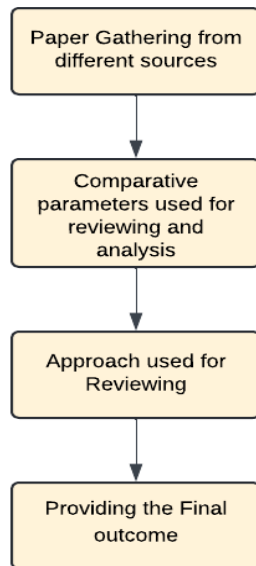 Paper Gathering from
different sources
Comparative
parameters used for
reviewing and
analysis
Approach used for
Reviewing
Providing the Final
outcome